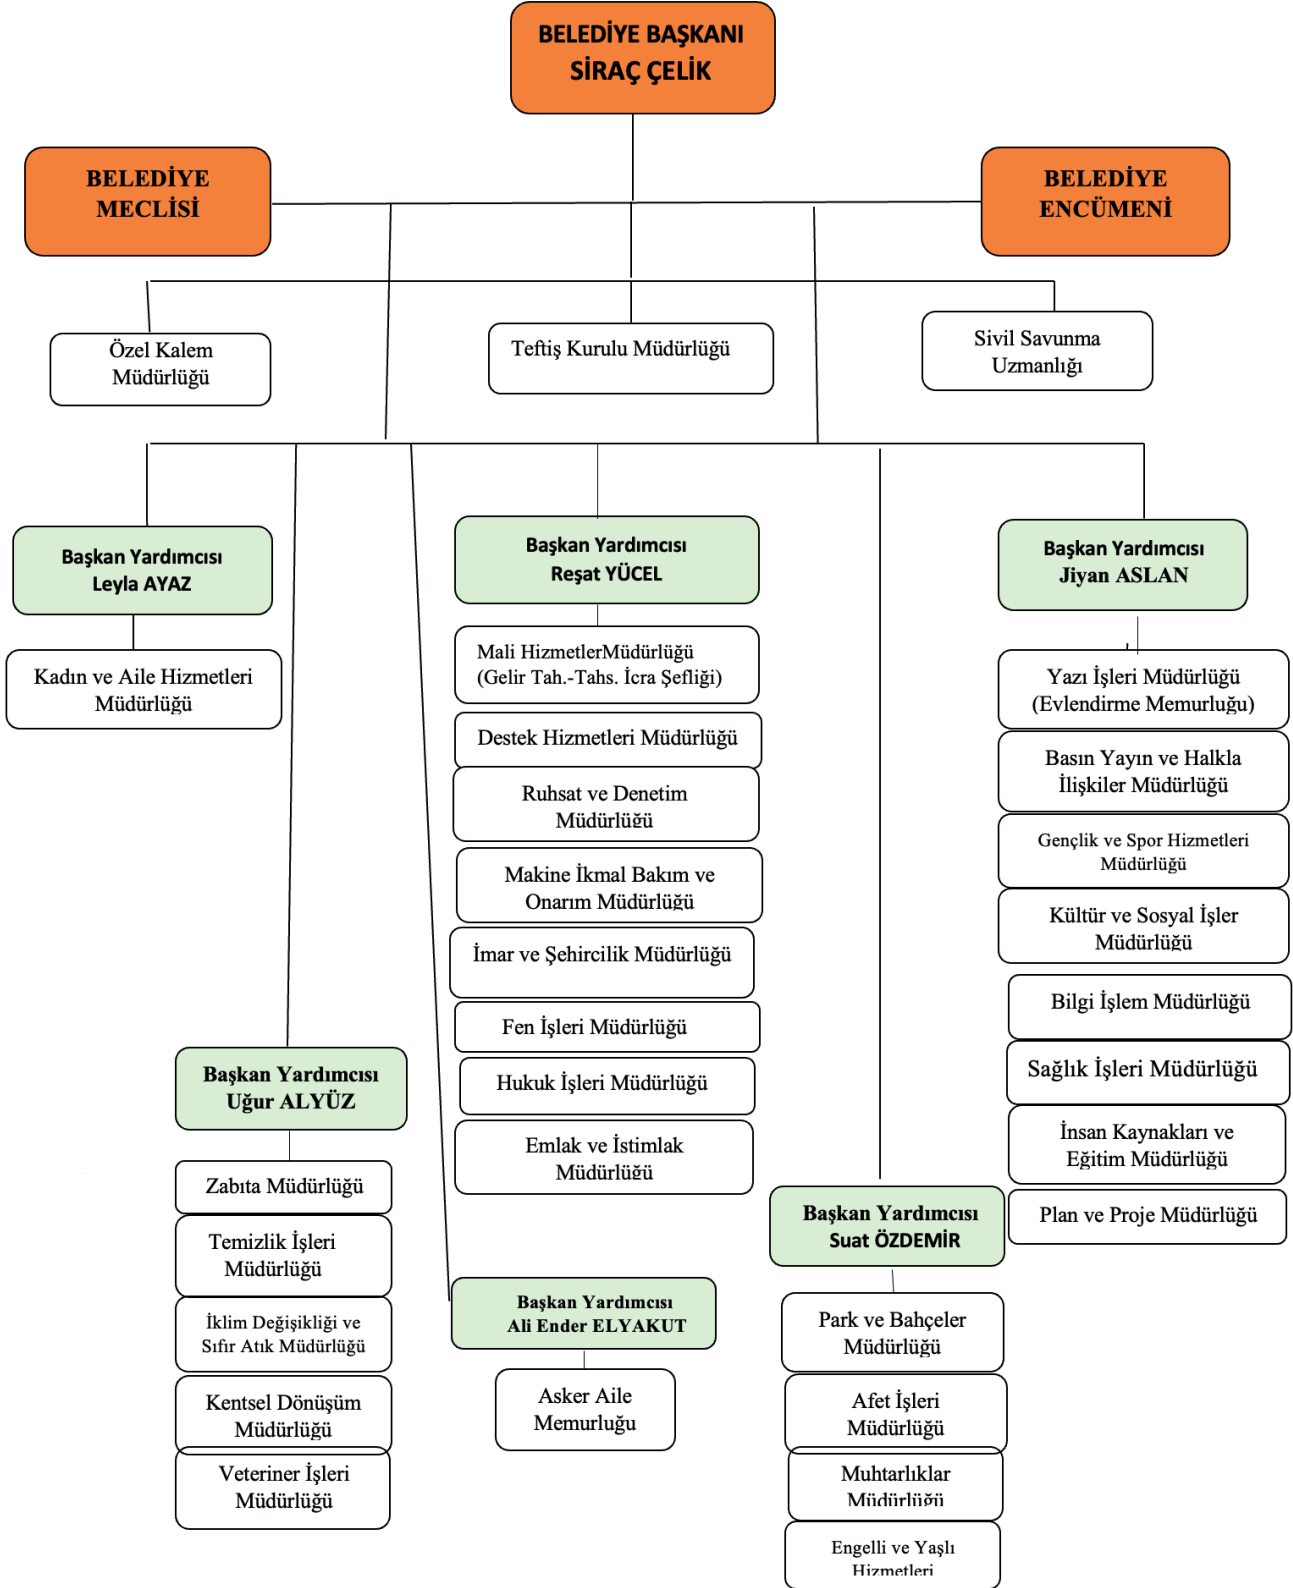 BELEDİYE BAŞKANI
SİRAÇ ÇELİK
BELEDİYE
MECLİSİ
BELEDİYE
ENCÜMENİ
Özel Kalem
Müdürlüğü
Teftiş Kurulu Müdürlüğü
Sivil Savunma
Uzmanlığı
Başkan Yardımcısı
Leyla AYAZ
Kadın ve Aile Hizmetleri
Müdürlüğü
Başkan Yardımcısı
Reşat YÜCEL
Mali HizmetlerMüdürlüğü
(Gelir Tah.-Tahs. İcra Şefliği)
Destek Hizmetleri Müdürlüğü
Ruhsat ve Denetim
Müdürlüğü
Makine İkmal Bakım ve
Onarım Müdürlüğü
İmar ve Şehircilik Müdürlüğü
Fen İşleri Müdürlüğü
Hukuk İşleri Müdürlüğü
Emlak ve İstimlak
Müdürlüğü
Başkan Yardımcısı
Jiyan ASLAN
Yazı İşleri Müdürlüğü
(Evlendirme Memurluğu)
Basın Yayın ve Halkla
İlişkiler Müdürlüğü
Gençlik ve Spor Hizmetleri
Müdürlüğü
Kültür ve Sosyal İşler
Müdürlüğü
Bilgi İşlem Müdürlüğü
Sağlık İşleri Müdürlüğü
İnsan Kaynakları ve
Eğitim Müdürlüğü
Plan ve Proje Müdürlüğü
Başkan Yardımcısı
Uğur ALYÜZ
Zabıta Müdürlüğü
Temizlik İşleri
Müdürlüğü
İklim Değişikliği ve
Sıfır Atık Müdürlüğü
Kentsel Dönüşüm
Müdürlüğü
Veteriner İşleri
Müdürlüğü
Başkan Yardımcısı
Ali Ender ELYAKUT
Asker Aile
Memurluğu
Başkan Yardımcısı
Suat ÖZDEMİR
Park ve Bahçeler
Müdürlüğü
Afet İşleri
Müdürlüğü
Muhtarlıklar
Müdürlüğü
Engelli ve Yaşlı
Hizmetleri